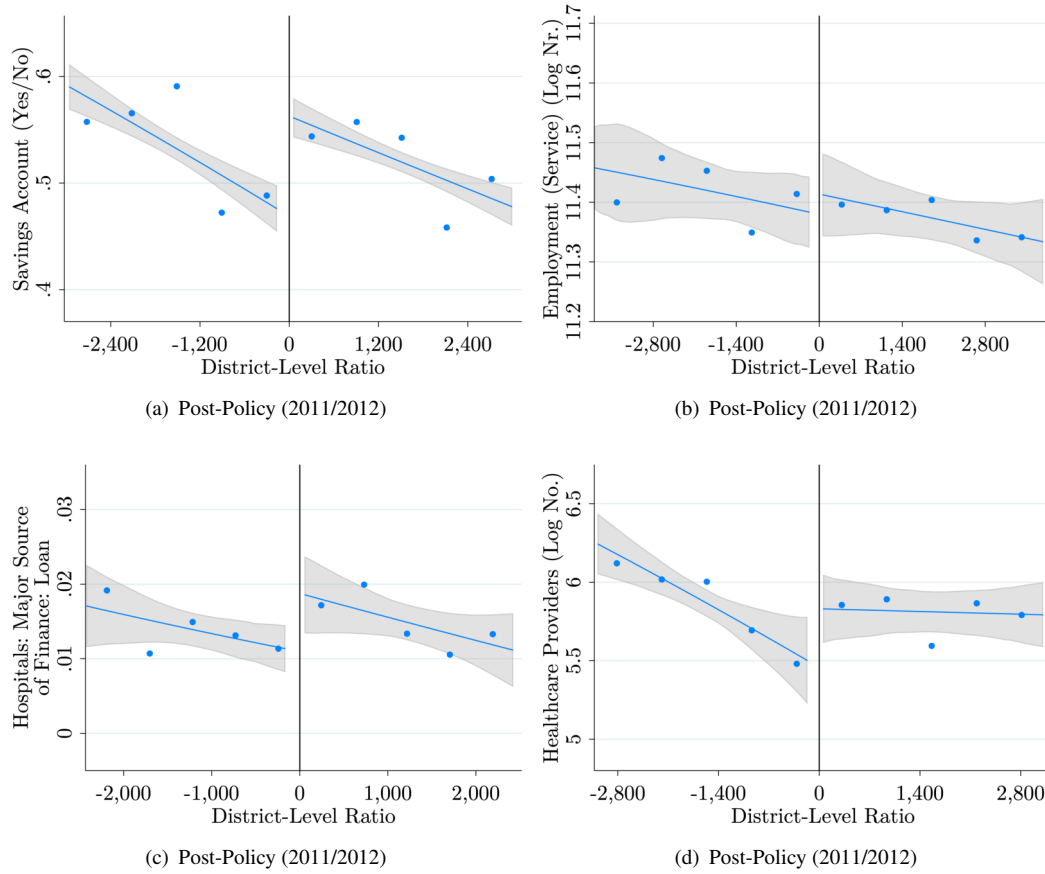 Savings Account (Yes/No)
.6
.5
.4
-2,400 -1,200 0 1,200 2,400
District-Level Ratio
(a) Post-Policy (2011/2012)
Employment (Service) (Log Nr.)
11.7
11.6
11.5
11.4
11.3
11.2
-2,800 -1,400 0 1,400 2,800
District-Level Ratio
(b) Post-Policy (2011/2012)
Hospitals: Major Source
of Finance: Loan
.03
.02
.01
0
-2,000 -1,000 0 1,000 2,000
District-Level Ratio
(c) Post-Policy (2011/2012)
Healthcare Providers (Log No.)
6.5
6
5.5
5
-2,800 -1,400 0 1,400 2,800
District-Level Ratio
(d) Post-Policy (2011/2012)